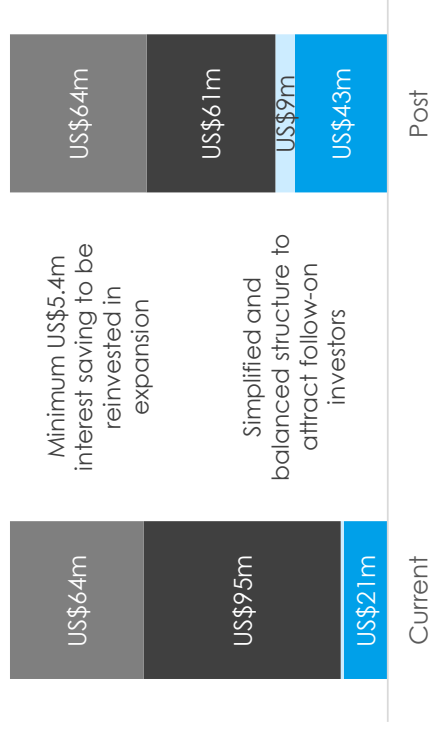 US$64m
US$95m
US$21m
Current
Minimum US$5.4m
interest saving to be
reinvested in
expansion
Simplified and
balanced structure to
attract follow-on
investors
US$64m
US$61m
US$9m
US$43m
Post